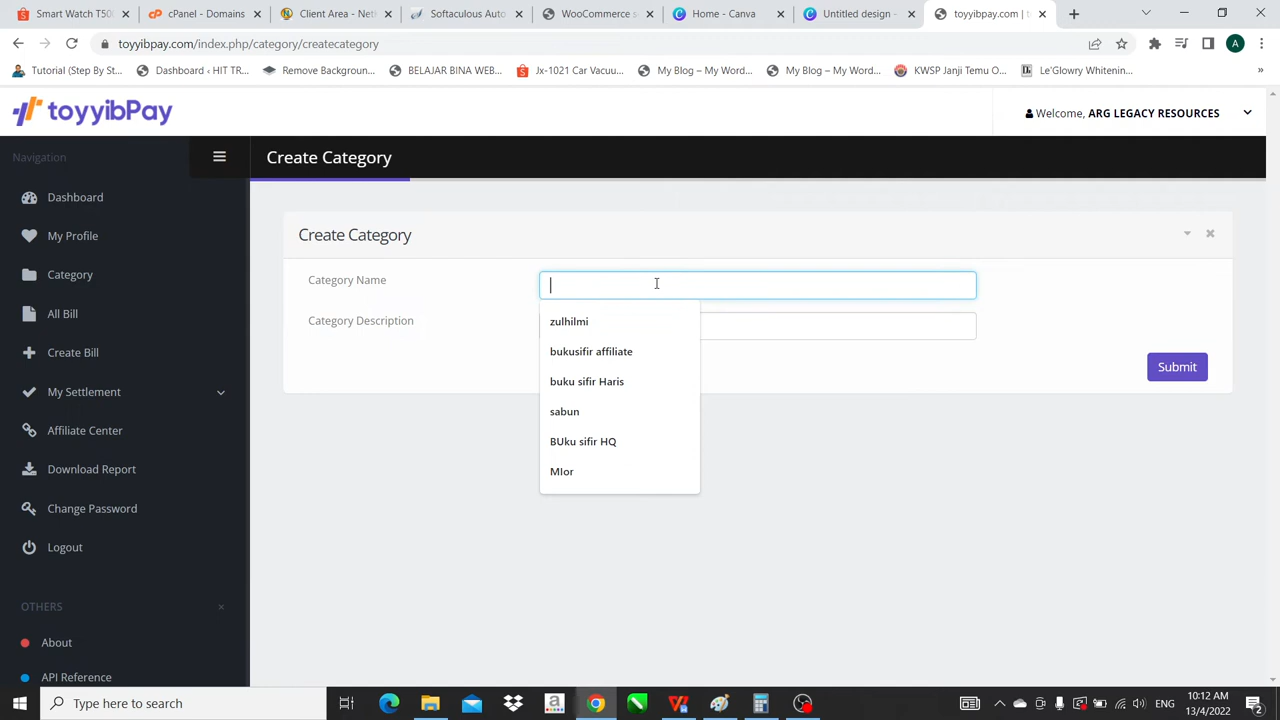 Smart Watch T50
cPanel - Domains
Client Area - Net
Softaculous Auto
WooCommerce s
Home - Canva
Untitled design -
toyyibpay.com | t
toyyibpay.com/index.php/category/createcategory
A
Tutorial (Step By St...
Dashboard ‹ HIT TR...
Remove Backgroun...
BELAJAR BINA WEB...
Jx-1021 Car Vacuu...
My Blog – My Word...
My Blog – My Word...
KWSP Janji Temu O...
Le'Glowry Whitenin...
»
toyyibPay
Welcome, ARG LEGACY RESOURCES
Navigation
Create Category
Dashboard
My Profile
Category
All Bill
Create Bill
My Settlement
Affiliate Center
Download Report
Change Password
Logout
OTHERS
About
API Reference
Create Category
Category Name
Category Description
zulhilmi
bukusifir affiliate
buku sifir Haris
sabun
BUku sifir HQ
MIor
Submit
Type here to search
ENG
10:12 AM
13/4/2022
2